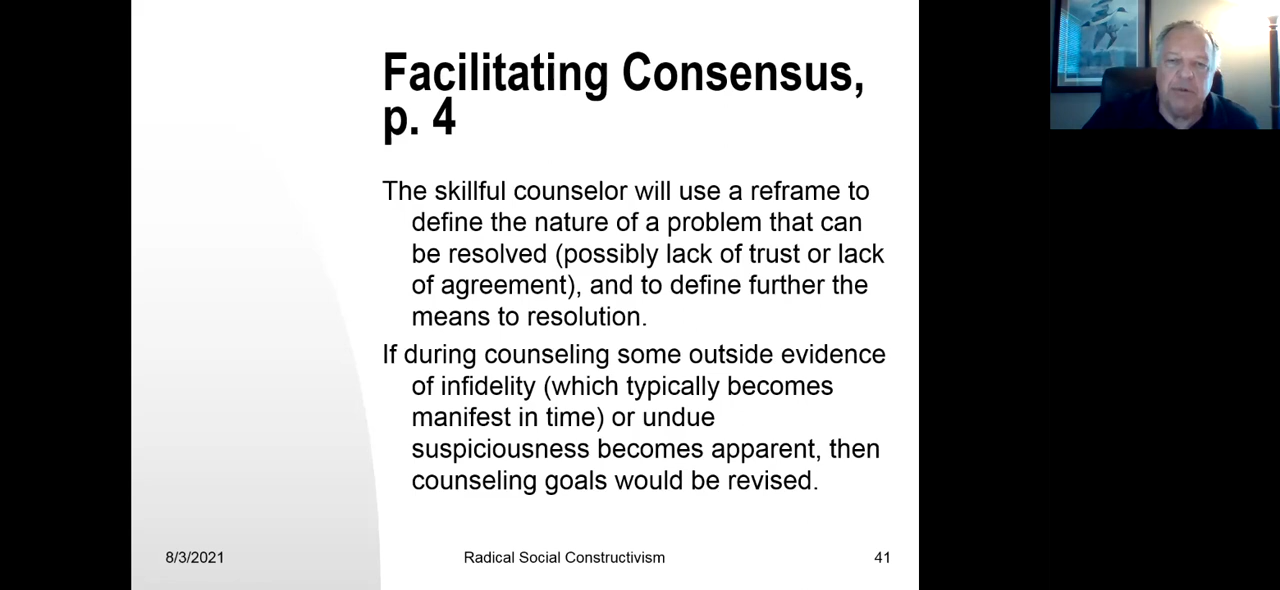 Facilitating Consensus,
p. 4
The skillful counselor will use a reframe to
define the nature of a problem that can
be resolved (possibly lack of trust or lack
of agreement), and to define further the
means to resolution.
If during counseling some outside evidence
of infidelity (which typically becomes
manifest in time) or undue
suspiciousness becomes apparent, then
counseling goals would be revised.
8/3/2021
Radical Social Constructivism
41